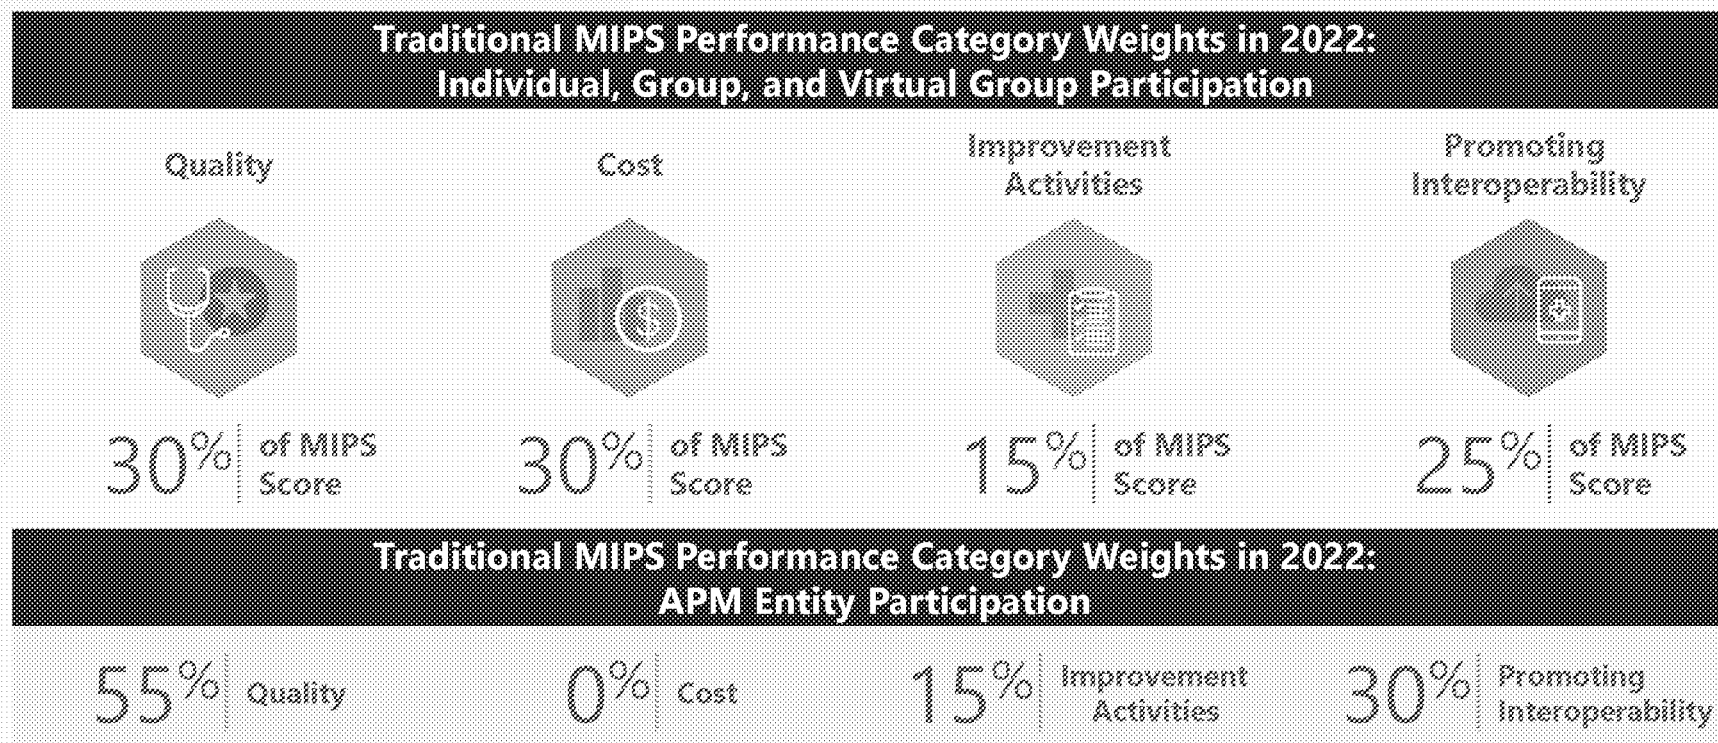 Traditional MIPS Performance Category Weights in 2022:
Individual, Group, and Virtual Group Participation
Quality
Cost
Improvement
Activities
Promoting
Interoperability
$
30% of MIPS
Score
30% of MIPS
Score
15% of MIPS
Score
25% of MIPS
Score
Traditional MIPS Performance Category Weights in 2022:
APM Entity Participation
55% Quality
0% Cost
15% Improvement
Activities
30% Promoting
Interoperability